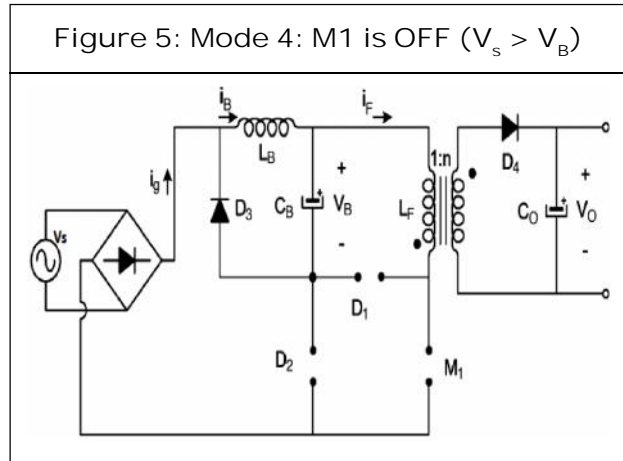 Figure 5: Mode 4: M1 is OFF (Vs > VB)
iB
iF
LB
1:n
D4
ig
D3
CB
+
VB
-
LF
CO
+
VO
-
Vs
D1
D2
M1